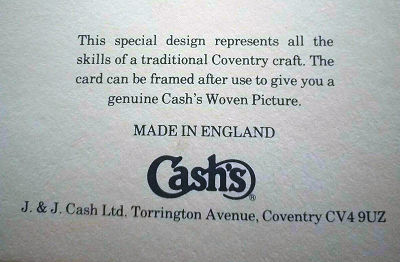 This special design represents all the
skills of a traditional Coventry craft. The
card can be framed after use to give you a
genuine Cash's Woven Picture.
MADE IN ENGLAND
Cash's®
J. & J. Cash Ltd. Torrington Avenue, Coventry CV4 9UZ